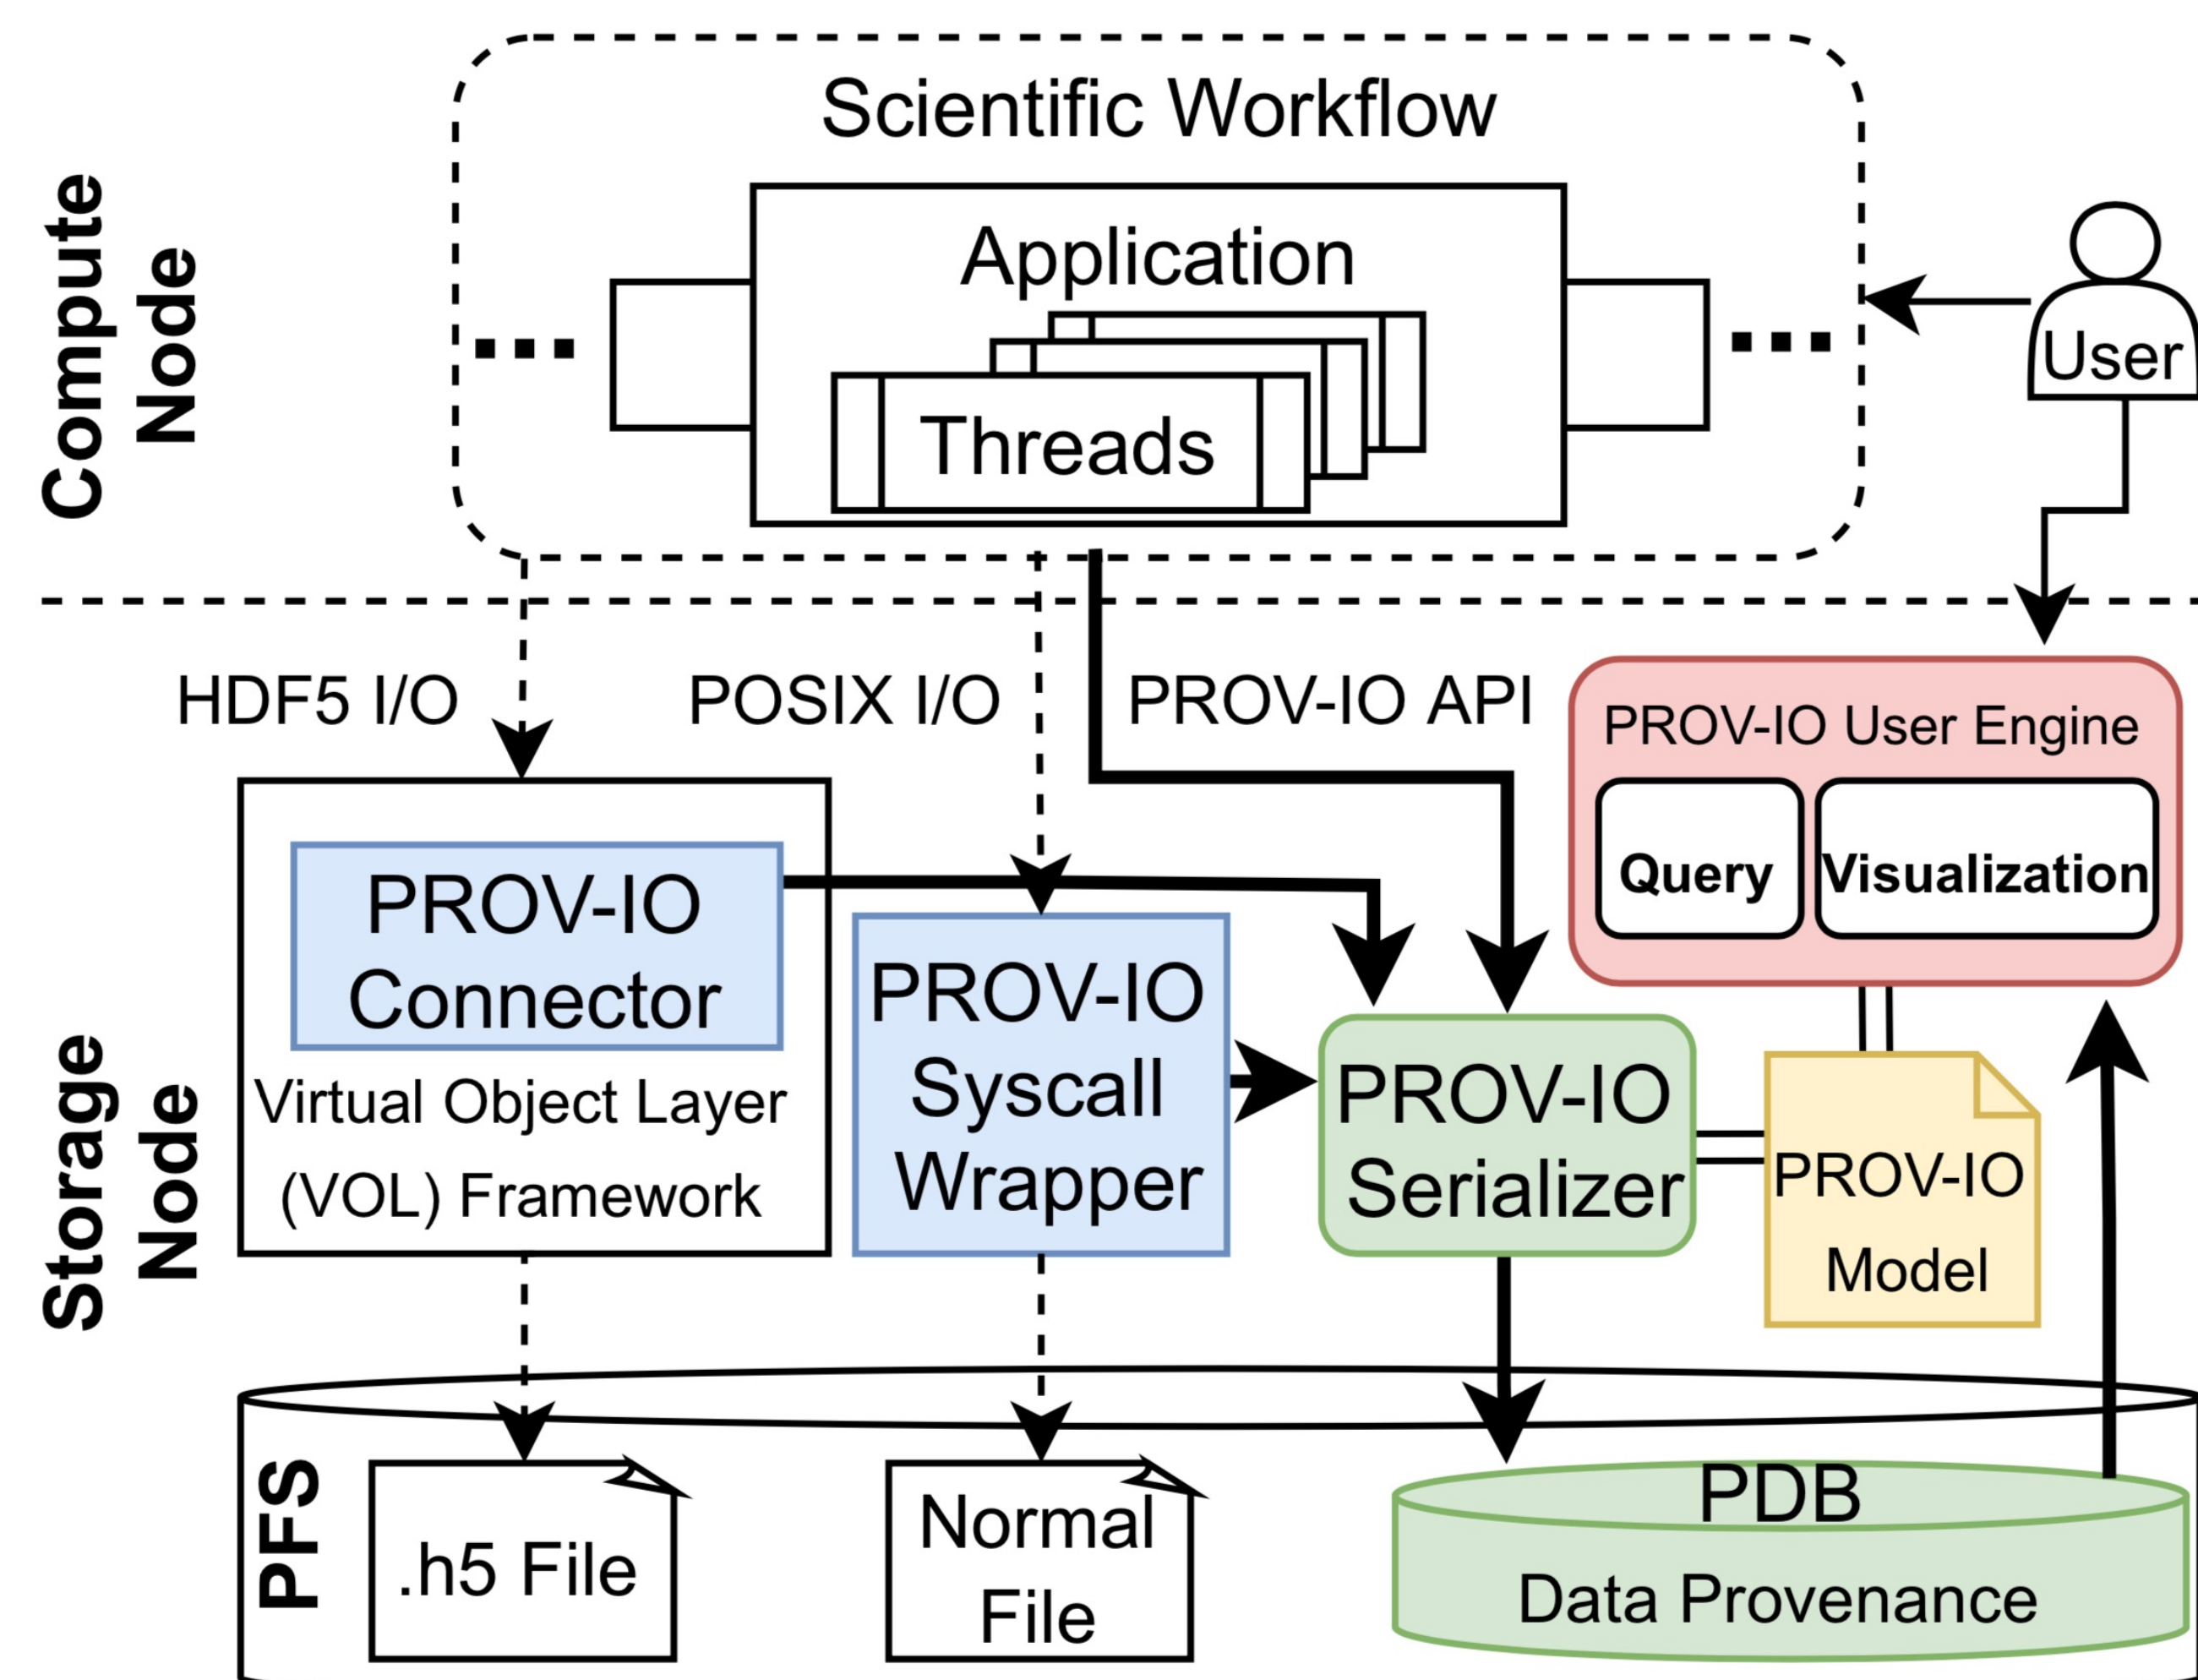 Scientific Workflow
Compute
Node
Application
Threads
User
HDF5 I/O
POSIX I/O
PROV-IO API
PROV-IO User Engine
Query
Visualization
Storage
Node
PROV-IO
Connector
Virtual Object Layer
(VOL) Framework
PROV-IO
Syscall
Wrapper
PROV-IO
Serializer
PROV-IO
Model
PFS
.h5 File
Normal
File
PDB
Data Provenance